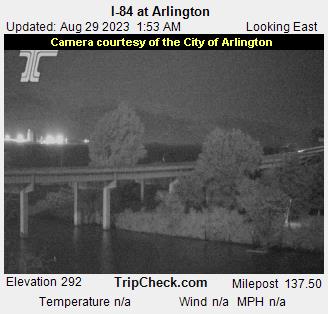 I-84 at Arlington
Updated: Aug 29 2023 1:53 AM Looking East
Camera courtesy of the City of Arlington
Elevation 292 TripCheck.com Milepost 137.50
Temperature n/a Wind n/a MPH n/a